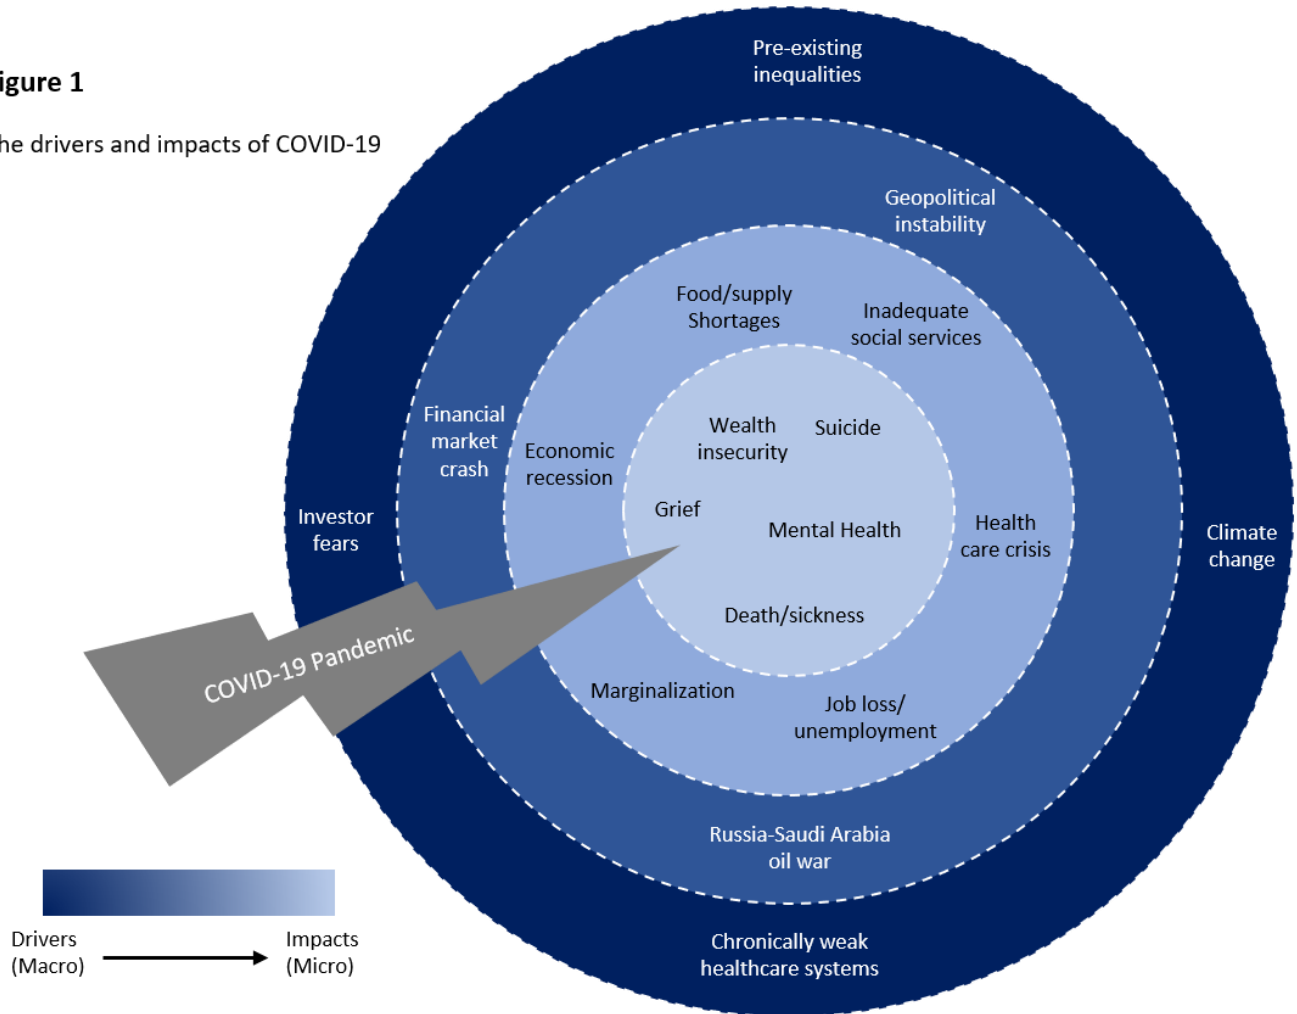 igure 1
he drivers and impacts of COVID-19
Pre-existing
inequalities
Geopolitical
instability
Food/supply
Shortages
Inadequate
social services
Financial
market
crash
Economic
recession
Wealth
insecurity
Suicide
Grief
Mental Health
Health
care crisis
Investor
fears
Climate
change
Death/sickness
COVID-19 Pandemic
Marginalization
Job loss/
unemployment
Russia-Saudi Arabia
oil war
Chronically weak
healthcare systems
Drivers
(Macro)
Impacts
(Micro)